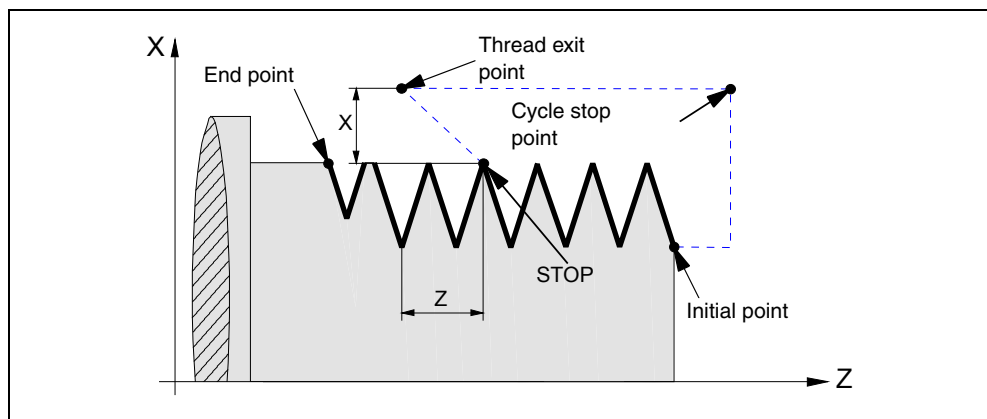 X
Thread exit
point
End point
X
Cycle stop
point
STOP
Z
Initial point
Z